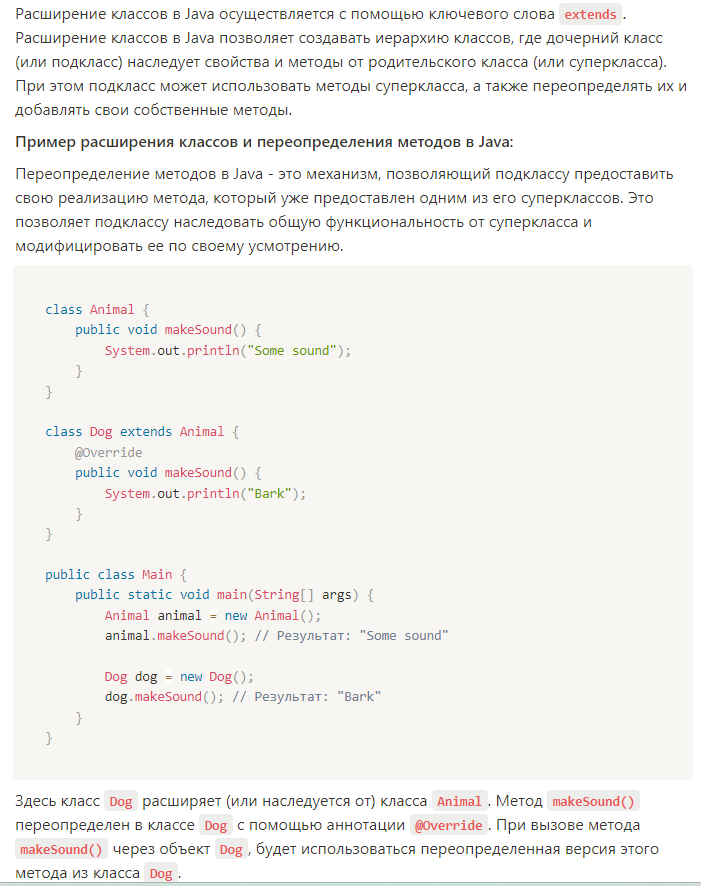 Расширение классов в Java осуществляется с помощью ключевого слова extends.
Расширение классов в Java позволяет создавать иерархию классов, где дочерний класс
(или подкласс) наследует свойства и методы от родительского класса (или суперкласса).
При этом подкласс может использовать методы суперкласса, а также переопределять их и
добавлять свои собственные методы.
Пример расширения классов и переопределения методов в Java:
Переопределение методов в Java - это механизм, позволяющий подклассу предоставить
свою реализацию метода, который уже предоставлен одним из его суперклассов. Это
позволяет подклассу наследовать общую функциональность от суперкласса и
модифицировать ее по своему усмотрению.
class Animal {
    public void makeSound() {
        System.out.println("Some sound");
    }
}
class Dog extends Animal {
    @Override
    public void makeSound() {
        System.out.println("Bark");
    }
}
public class Main {
    public static void main(String[] args) {
        Animal animal = new Animal();
        animal.makeSound(); // Результат: "Some sound"
        Dog dog = new Dog();
        dog.makeSound(); // Результат: "Bark"
    }
}
Здесь класс Dog расширяет (или наследуется от) класса Animal. Метод makeSound()
переопределен в классе Dog с помощью аннотации @Override. При вызове метода
makeSound() через объект Dog, будет использоваться переопределенная версия этого
метода из класса Dog.